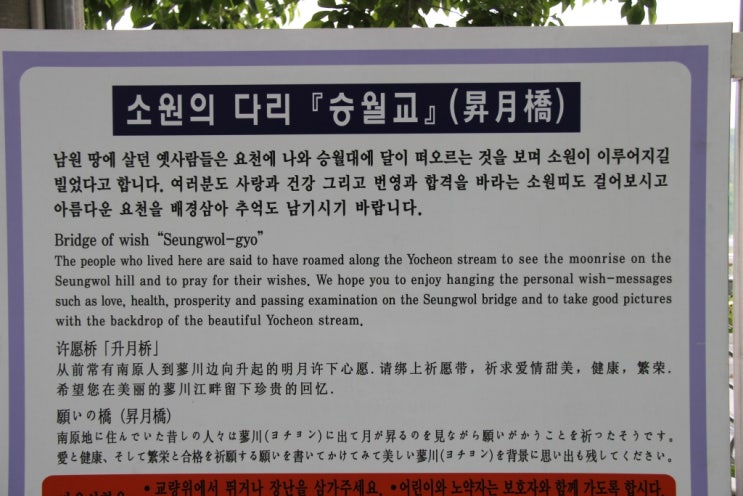 소원의 다리 『승월교』(昇月橋)
남원 땅에 살던 옛사람들은 요천에 나와 승월대에 달이 떠오르는 것을 보며 소원이 이루어지길
빌었다고 합니다. 여러분도 사랑과 건강 그리고 번영과 합격을 바라는 소원띠도 걸어보시고
아름다운 요천을 배경삼아 추억도 남기시기 바랍니다.
Bridge of wish “Seungwol-gyo”
The people who lived here are said to have roamed along the Yocheon stream to see the moonrise on the
Seungwol hill and to pray for their wishes. We hope you to enjoy hanging the personal wish-messages
such as love, health, prosperity and passing examination on the Seungwol bridge and to take good pictures
with the backdrop of the beautiful Yocheon stream.
许愿桥「升月桥」
从前常有南原人到蓼川边向升起的明月许下心愿. 请绑上祈愿带, 祈求爱情甜美, 健康, 繁荣.
希望您在美丽的蓼川江畔留下珍贵的回忆.
願いの橋 (昇月橋)
南原地に住んでいた昔しの人々は蓼川(ヨチョン)に出て月が昇るのを見ながら願いがかうことを祈ったそうです。
愛と健康、そして繁栄と合格を祈願する願いを書いてかけてみて美しい蓼川(ヨチョン)を背景に思い出も残してください。
• 교량위에서 뛰거나 장난을 삼가주세요. • 어린이와 노약자는 보호자와 함께 가도록 합시다.